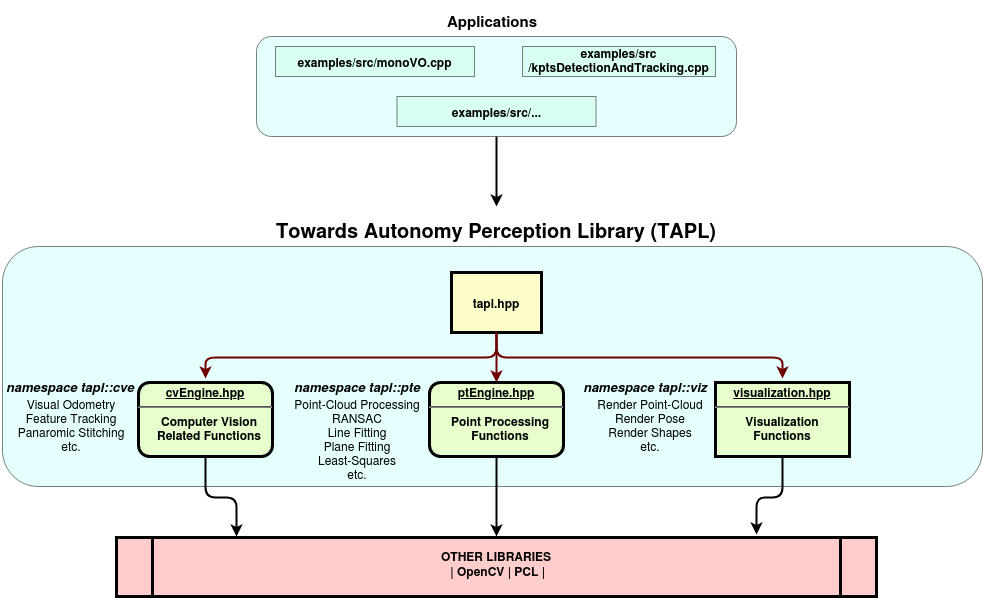 Applications
examples/src/monoVO.cpp
examples/src
/kptsDetectionAndTracking.cpp
examples/src/...
Towards Autonomy Perception Library (TAPL)
tapl.hpp
namespace tapl::cve
Visual Odometry
Feature Tracking
Panaromic Stitching
etc.
cvEngine.hpp
Computer Vision
Related Functions
namespace tapl::pte
Point-Cloud Processing
RANSAC
Line Fitting
Plane Fitting
Least-Squares
etc.
ptEngine.hpp
Point Processing
Functions
namespace tapl::viz
Render Point-Cloud
Render Pose
Render Shapes
etc.
visualization.hpp
Visualization
Functions
OTHER LIBRARIES
| OpenCV | PCL |